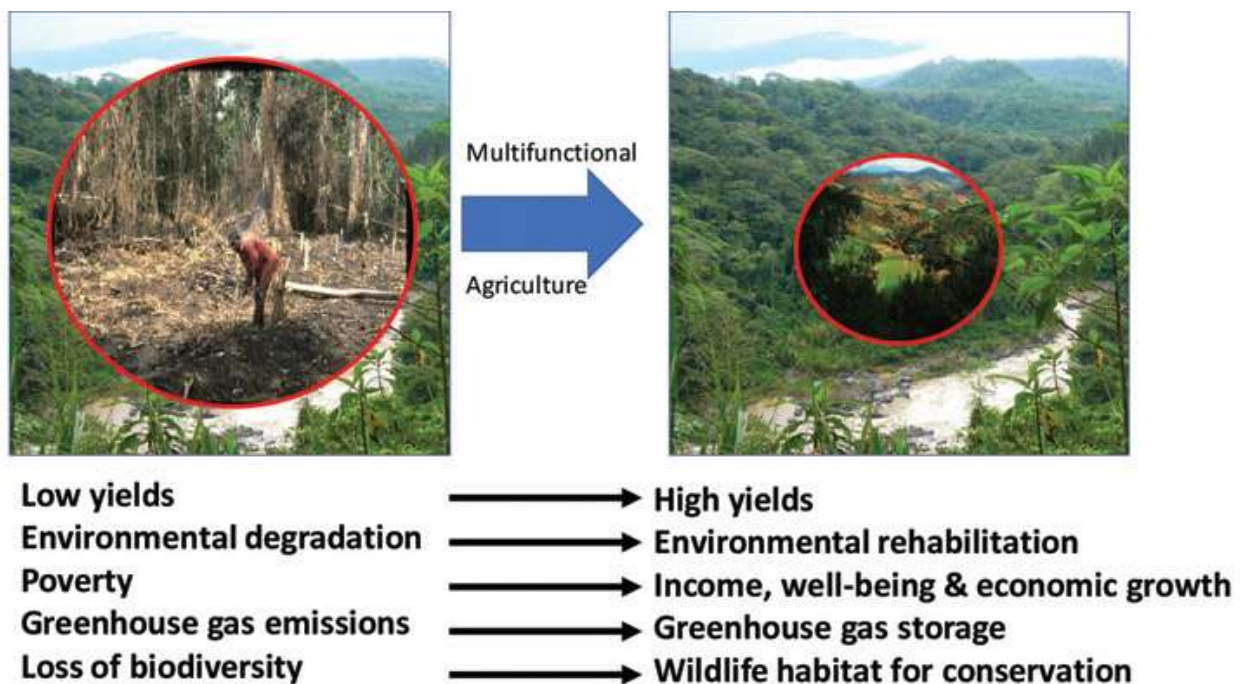 Multifunctional
Agriculture
Low yields
High yields
Environmental degradation
Environmental rehabilitation
Poverty
Income, well-being & economic growth
Greenhouse gas emissions
Greenhouse gas storage
Loss of biodiversity
Wildlife habitat for conservation